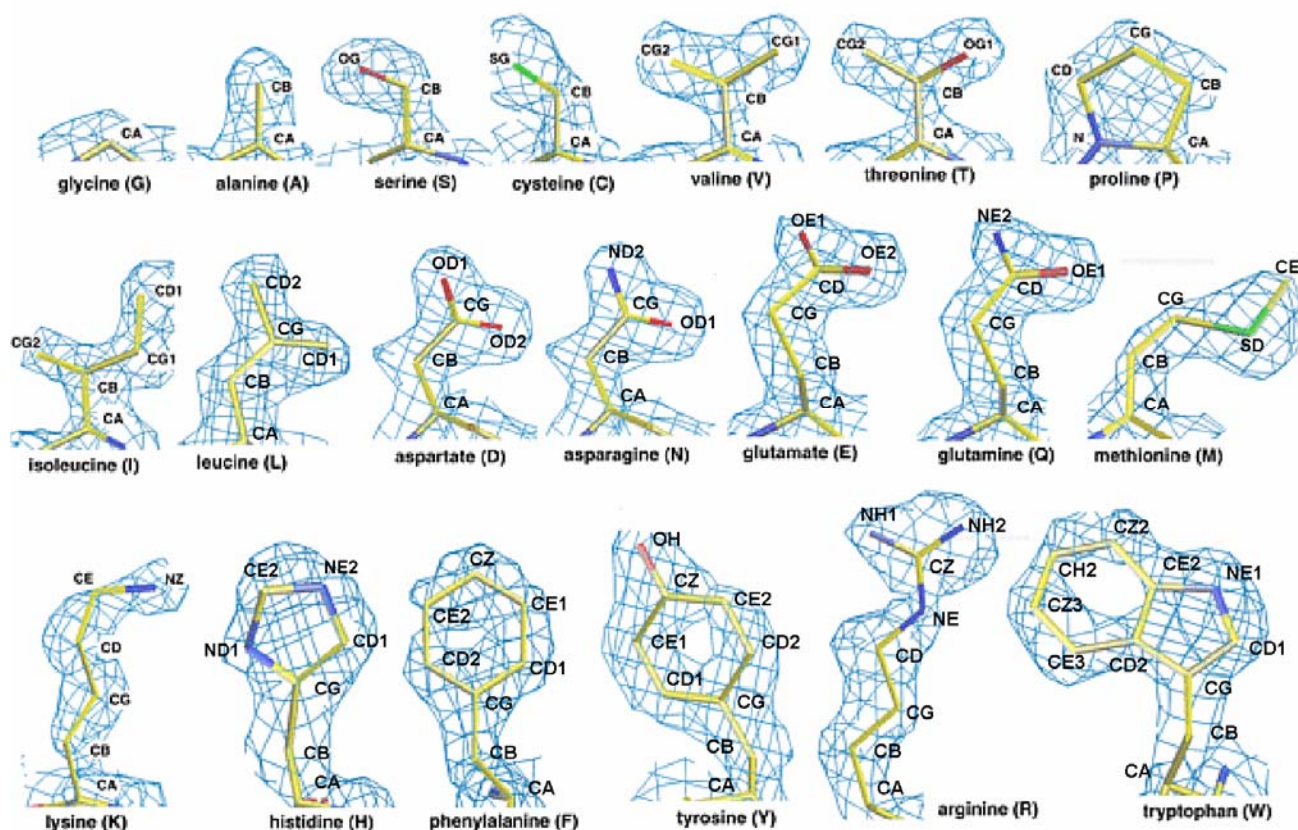 CA
glycine (G)
CB
CA
alanine (A)
OG
CB
CA
serine (S)
SG
CB
CA
cysteine (C)
CG2
CG1
CB
CA
valine (V)
CG2
OG1
CB
CA
threonine (T)
CG
CD
CB
N
CA
proline (P)
CD1
CG2
CG1
CB
CA
isoleucine (I)
CD2
CG
CD1
CB
CA
leucine (L)
OD1
CG
OD2
CB
CA
aspartate (D)
ND2
CG
OD1
CB
CA
asparagine (N)
OE1
OE2
CD
CG
CB
CA
glutamate (E)
NE2
OE1
CD
CG
CB
CA
glutamine (Q)
CE
CG
SD
CB
CA
methionine (M)
CE
NZ
CD
CG
CB
lysine (K)
CE2
NE2
ND1
CD1
CG
CB
CA
histidine (H)
CZ
CE2
CE1
CD2
CD1
CG
CB
CA
phenylalanine (F)
OH
CZ
CE2
CE1
CD2
CD1
CG
CB
CA
tyrosine (Y)
NH1
NH2
CZ
NE
CD
CG
CB
CA
arginine (R)
CZ2
CH2
CE2
NE1
CZ3
CE3
CD2
CD1
CG
CB
CA
tryptophan (W)